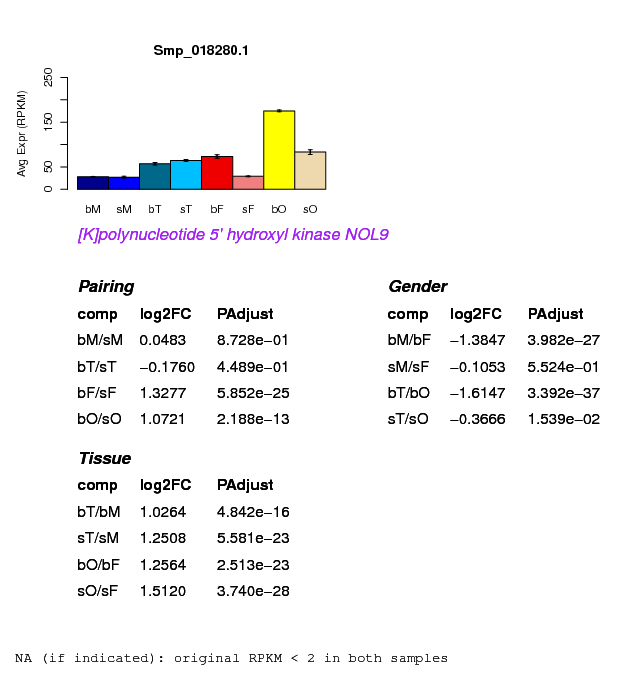 Smp_018280.1
Avg Expr (RPKM)
250
150
50
0
bM sM bT sT bF sF bO sO
[K]polynucleotide 5' hydroxyl kinase NOL9
Pairing
comp log2FC PAdjust
bM/sM 0.0483 8.728e−01
bT/sT −0.1760 4.489e−01
bF/sF 1.3277 5.852e−25
bO/sO 1.0721 2.188e−13
Gender
comp log2FC PAdjust
bM/bF −1.3847 3.982e−27
sM/sF −0.1053 5.524e−01
bT/bO −1.6147 3.392e−37
sT/sO −0.3666 1.539e−02
Tissue
comp log2FC PAdjust
bT/bM 1.0264 4.842e−16
sT/sM 1.2508 5.581e−23
bO/bF 1.2564 2.513e−23
sO/sF 1.5120 3.740e−28
NA (if indicated): original RPKM < 2 in both samples